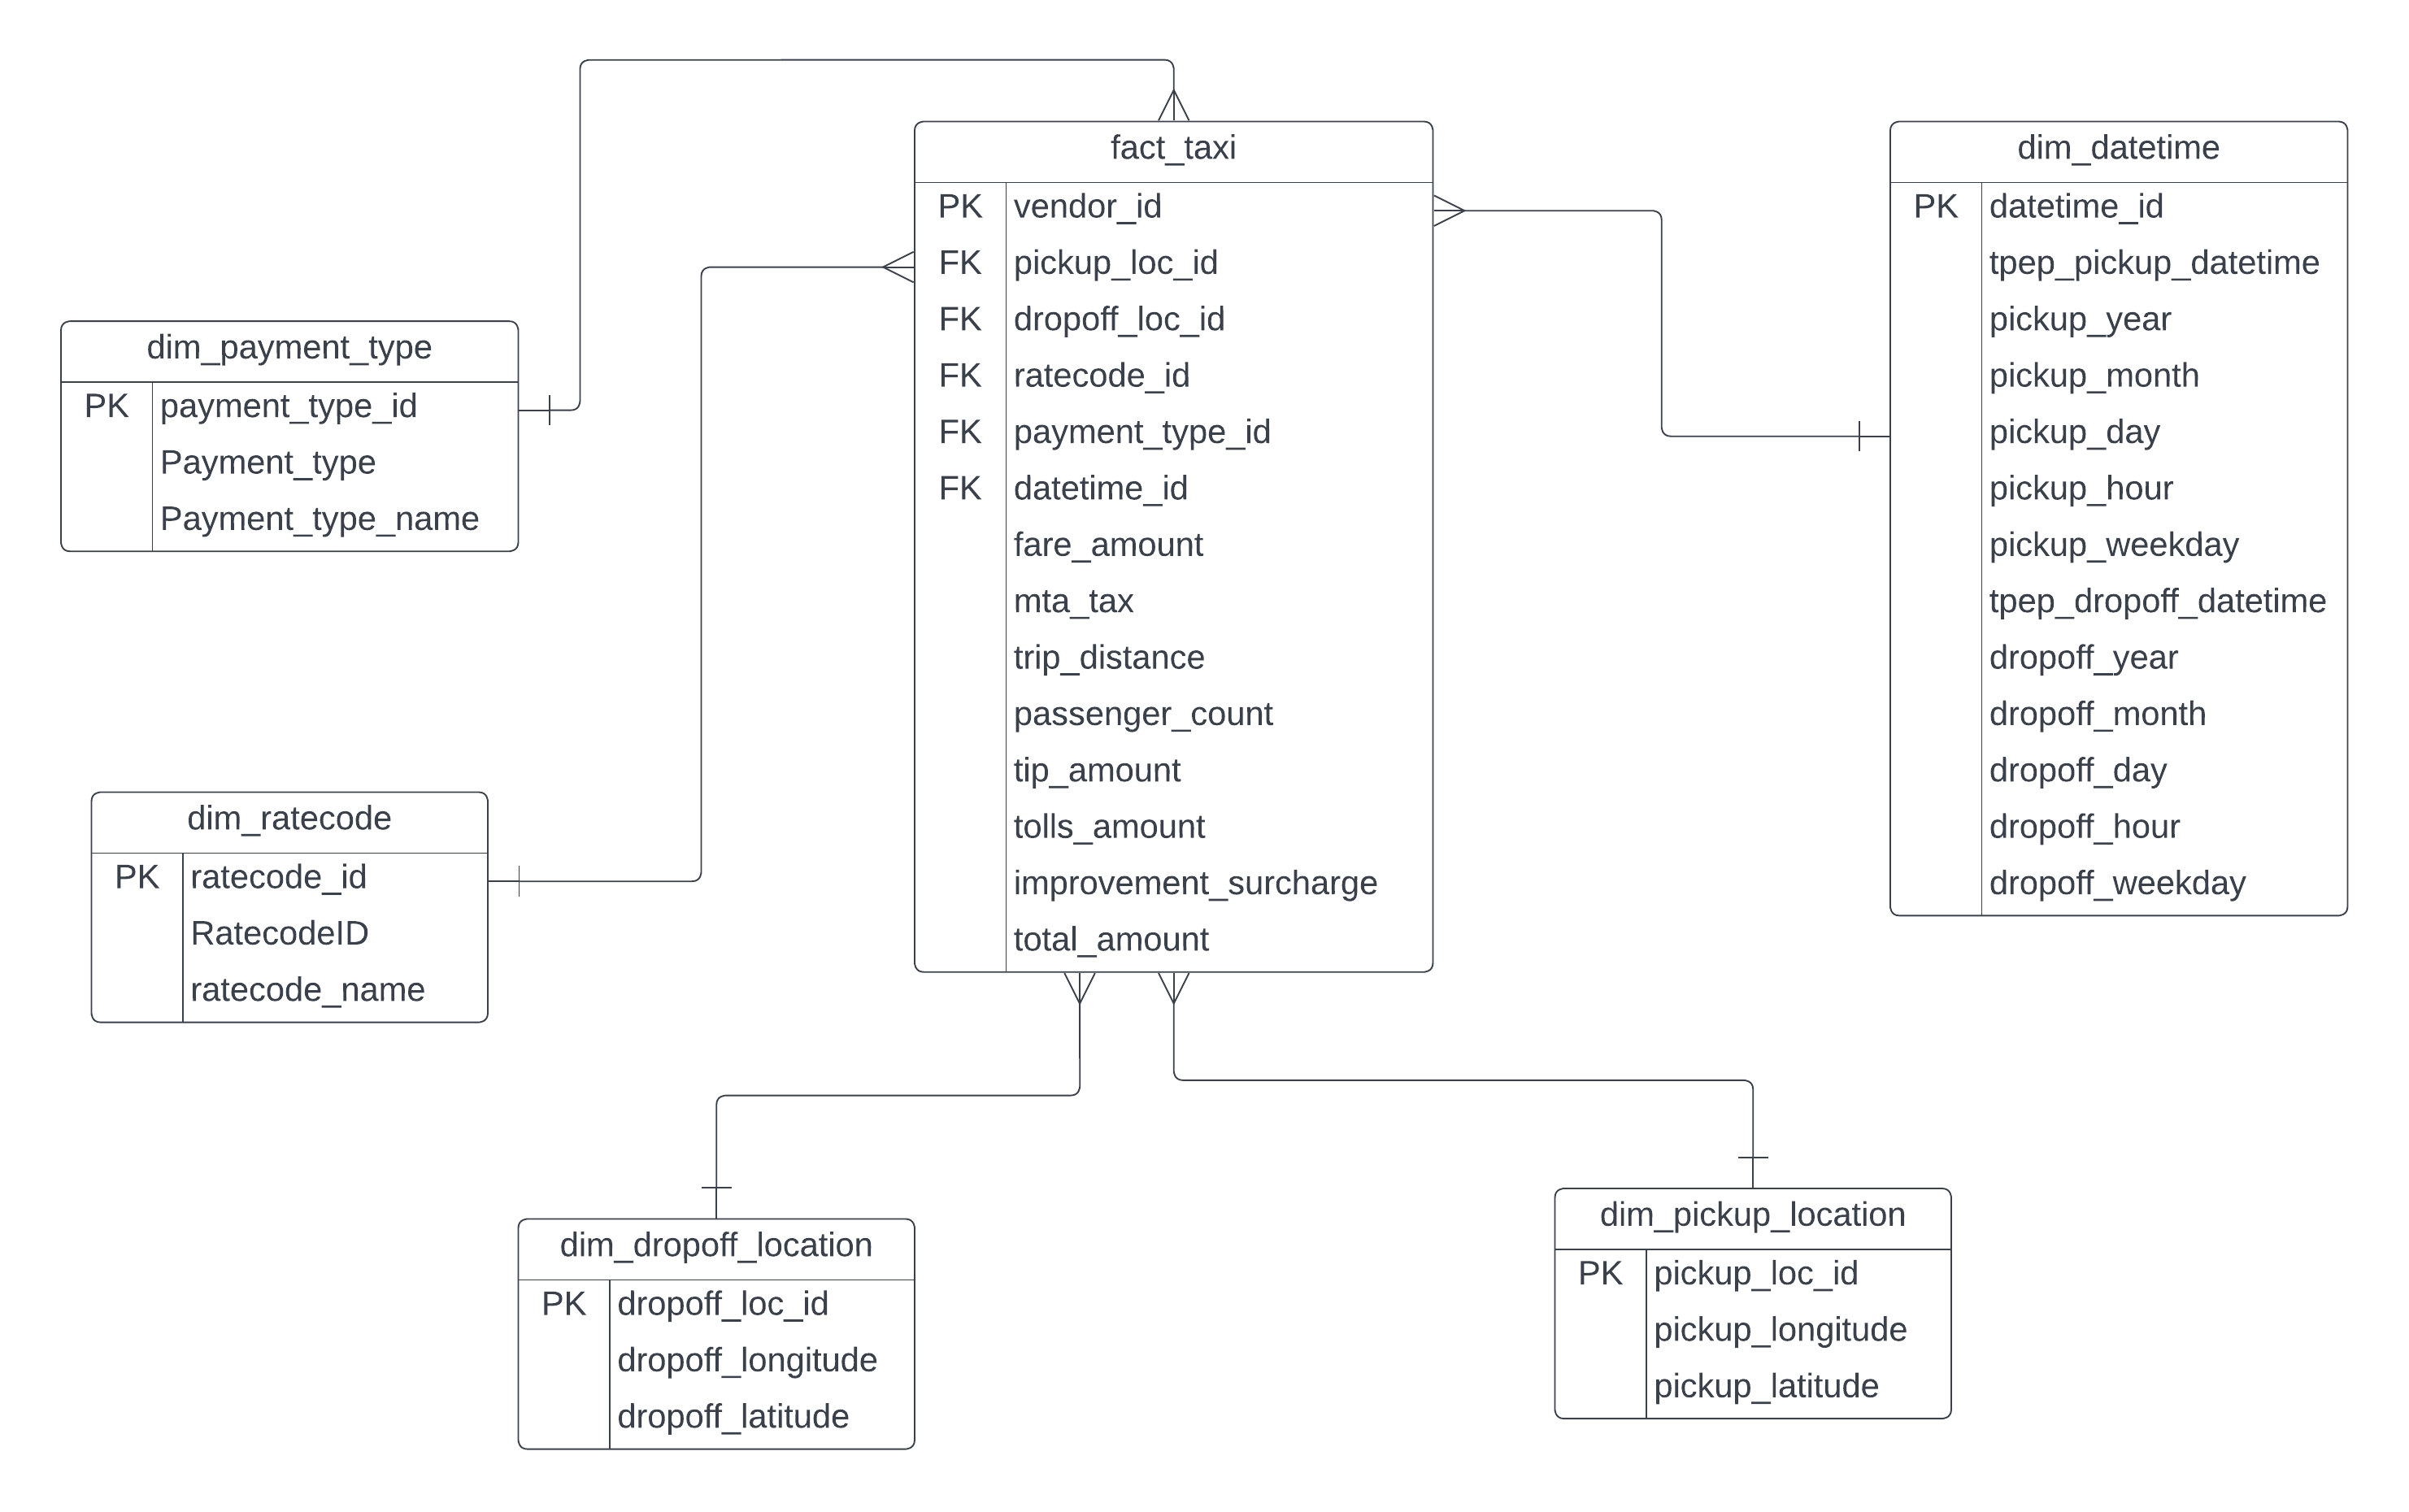 fact_taxi
PK vendor_id
FK pickup_loc_id
FK dropoff_loc_id
FK ratecode_id
FK payment_type_id
FK datetime_id
fare_amount
mta_tax
trip_distance
passenger_count
tip_amount
tolls_amount
improvement_surcharge
total_amount
dim_datetime
PK datetime_id
tpep_pickup_datetime
pickup_year
pickup_month
pickup_day
pickup_hour
pickup_weekday
tpep_dropoff_datetime
dropoff_year
dropoff_month
dropoff_day
dropoff_hour
dropoff_weekday
dim_payment_type
PK payment_type_id
Payment_type
Payment_type_name
dim_ratecode
PK ratecode_id
RatecodeID
ratecode_name
dim_dropoff_location
PK dropoff_loc_id
dropoff_longitude
dropoff_latitude
dim_pickup_location
PK pickup_loc_id
pickup_longitude
pickup_latitude